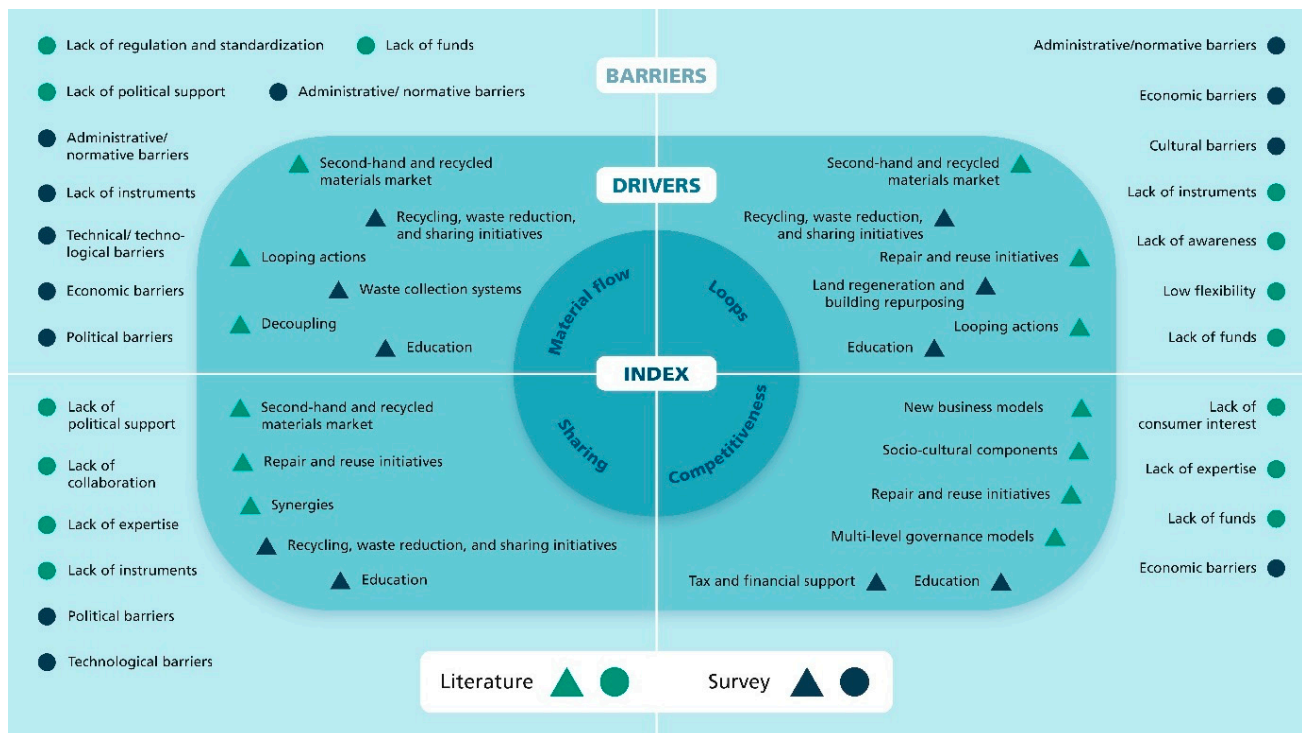 BARRIERS
DRIVERS
INDEX
Lack of regulation and standardization
Lack of funds
Lack of political support
Administrative/ normative barriers
Administrative/
normative barriers
Lack of instruments
Technical/ techno-
logical barriers
Economic barriers
Political barriers
Second-hand and recycled
materials market
Recycling, waste reduction,
and sharing initiatives
Looping actions
Waste collection systems
Decoupling
Education
Material flow
Loops
Second-hand and recycled
materials market
Recycling, waste reduction,
and sharing initiatives
Repair and reuse initiatives
Land regeneration and
building repurposing
Looping actions
Education
Administrative/normative barriers
Economic barriers
Cultural barriers
Lack of instruments
Lack of awareness
Low flexibility
Lack of funds
Lack of
political support
Lack of
collaboration
Lack of expertise
Lack of instruments
Political barriers
Technological barriers
Second-hand and recycled
materials market
Repair and reuse initiatives
Synergies
Recycling, waste reduction, and sharing initiatives
Education
Sharing
Competitiveness
New business models
Socio-cultural components
Repair and reuse initiatives
Multi-level governance models
Tax and financial support
Education
Lack of
consumer interest
Lack of expertise
Lack of funds
Economic barriers
Literature
Survey